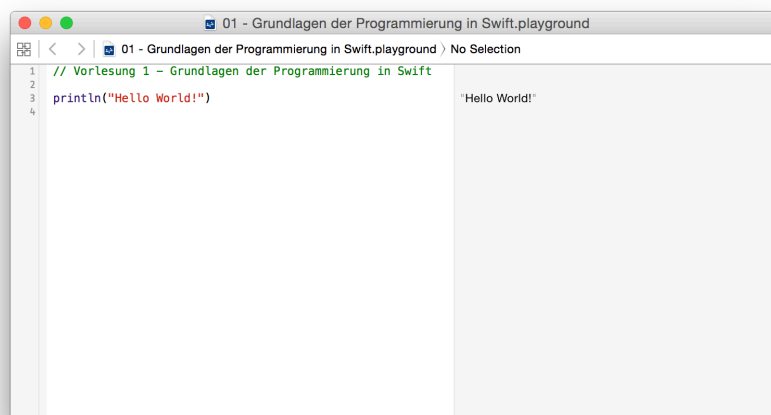 01 - Grundlagen der Programmierung in Swift.playground
01 - Grundlagen der Programmierung in Swift.playground 〉 No Selection
1 // Vorlesung 1 - Grundlagen der Programmierung in Swift
2
3 println("Hello World!") "Hello World!"
4